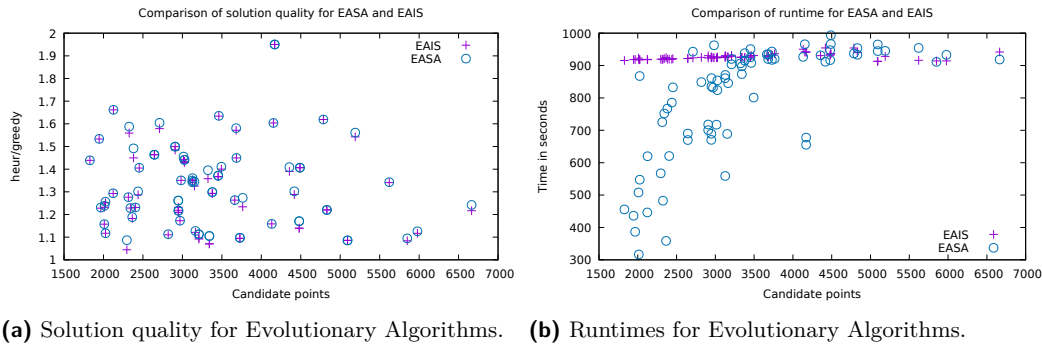 Comparison of solution quality for EASA and EAIS
2
1.9
1.8
1.7
1.6
1.5
1.4
1.3
1.2
1.1
1
heur/greedy
EAIS
EASA
1500 2000 2500 3000 3500 4000 4500 5000 5500 6000 6500 7000
Candidate points
(a) Solution quality for Evolutionary Algorithms.
Comparison of runtime for EASA and EAIS
1000
900
800
700
600
500
400
300
Time in seconds
EAIS
EASA
1500 2000 2500 3000 3500 4000 4500 5000 5500 6000 6500 7000
Candidate points
(b) Runtimes for Evolutionary Algorithms.